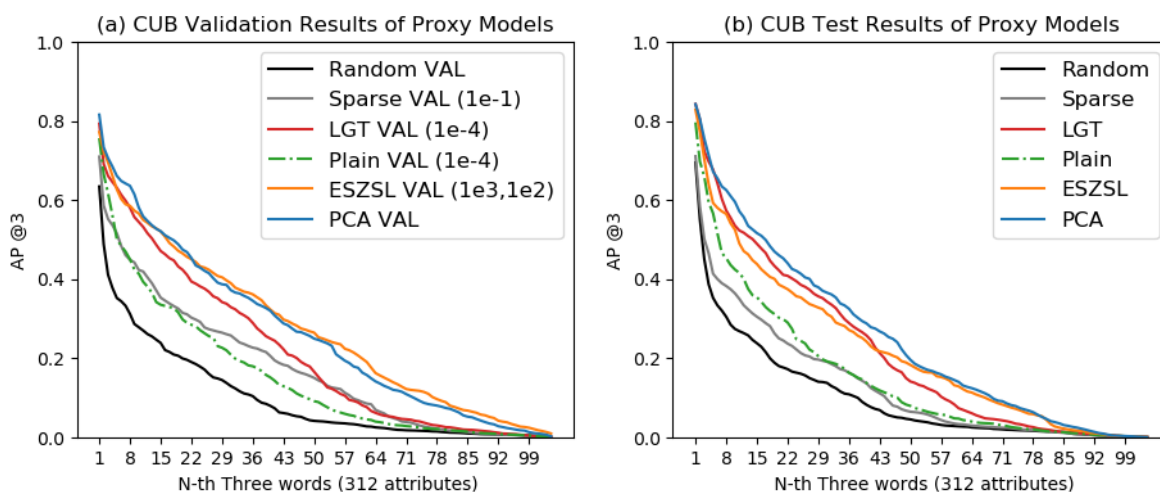 (a) CUB Validation Results of Proxy Models
1.0
0.8
0.6
0.4
0.2
0.0
AP @3
Random VAL
Sparse VAL (1e-1)
LGT VAL (1e-4)
Plain VAL (1e-4)
ESZSL VAL (1e3,1e2)
PCA VAL
1 8 15 22 29 36 43 50 57 64 71 78 85 92 99
N-th Three words (312 attributes)
(b) CUB Test Results of Proxy Models
1.0
0.8
0.6
0.4
0.2
0.0
AP @3
Random
Sparse
LGT
Plain
ESZSL
PCA
1 8 15 22 29 36 43 50 57 64 71 78 85 92 99
N-th Three words (312 attributes)